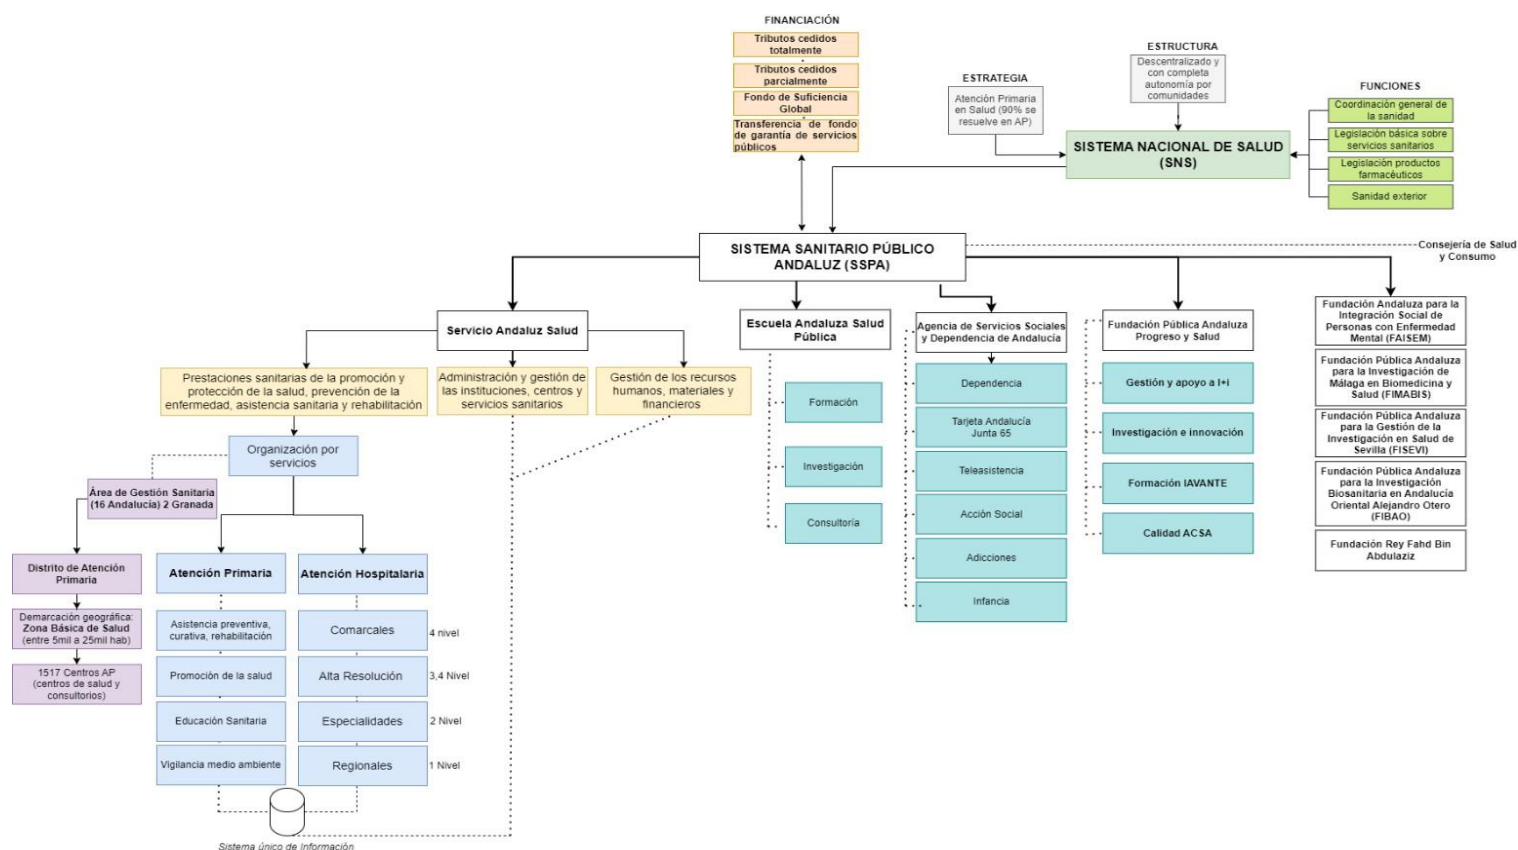 FINANCIACIÓN
Tributos cedidos
totalmente
Tributos cedidos
parcialmente
Fondo de Suficiencia
Global
Transferencia de fondo
de garantía de servicios
públicos
ESTRATEGIA
Atención Primaria
en Salud (90% se
resuelve en AP)
ESTRUCTURA
Descentralizado y
con completa
autonomía por
comunidades
FUNCIONES
Coordinación general de
la sanidad
Legislación básica sobre
servicios sanitarios
Legislación productos
farmacéuticos
Sanidad exterior
SISTEMA NACIONAL DE SALUD
(SNS)
SISTEMA SANITARIO PÚBLICO
ANDALUZ (SSPA)
Consejería de Salud
y Consumo
Servicio Andaluz Salud
Prestaciones sanitarias de la promoción y
protección de la salud, prevención de la
enfermedad, asistencia sanitaria y rehabilitación
Administración y gestión de
las instituciones, centros y
servicios sanitarios
Gestión de los recursos
humanos, materiales y
financieros
Organización por
servicios
Área de Gestión Sanitaria
(16 Andalucía) 2 Granada
Distrito de Atención
Primaria
Demarcación geográfica:
Zona Básica de Salud
(entre 5mil a 25mil hab)
1517 Centros AP
(centros de salud y
consultorios)
Atención Primaria
Asistencia preventiva,
curativa, rehabilitación
Promoción de la salud
Educación Sanitaria
Vigilancia medio ambiente
Atención Hospitalaria
Comarcales
4 nivel
Alta Resolución
3,4 Nivel
Especialidades
2 Nivel
Regionales
1 Nivel
Sistema único de Información
Escuela Andaluza Salud
Pública
Formación
Investigación
Consultoría
Agencia de Servicios Sociales
y Dependencia de Andalucía
Dependencia
Tarjeta Andalucía
Junta 65
Teleasistencia
Acción Social
Adicciones
Infancia
Fundación Pública Andaluza
Progreso y Salud
Gestión y apoyo a I+i
Investigación e innovación
Formación IAVANTE
Calidad ACSA
Fundación Andaluza para la
Integración Social de
Personas con Enfermedad
Mental (FAISEM)
Fundación Pública Andaluza
para la Investigación de
Málaga en Biomedicina y
Salud (FIMABIS)
Fundación Pública Andaluza
para la Gestión de la
Investigación en Salud de
Sevilla (FISEVI)
Fundación Pública Andaluza
para la Investigación
Biosanitaria en Andalucía
Oriental Alejandro Otero
(FIBAO)
Fundación Rey Fahd Bin
Abdulaziz